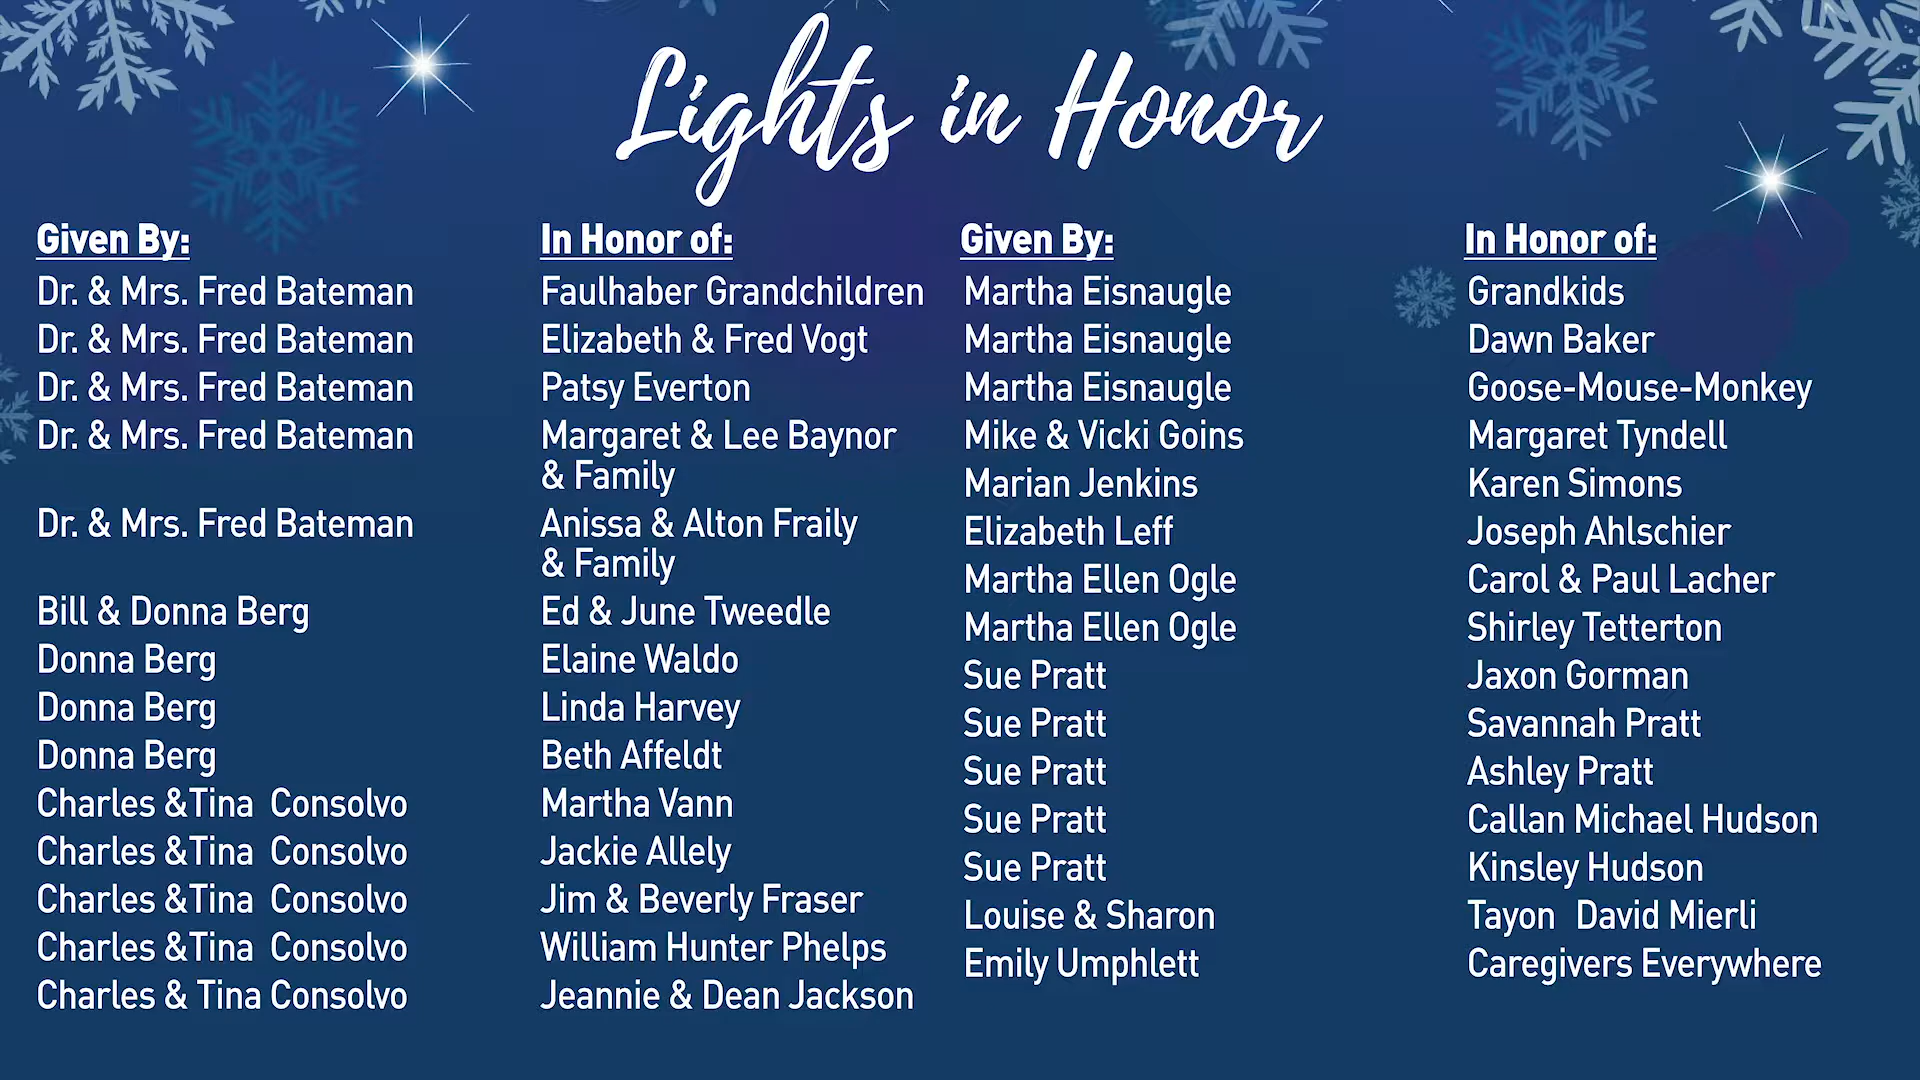 Lights in Honor
Given By: In Honor of: Given By: In Honor of:
Dr. & Mrs. Fred Bateman Faulhaber Grandchildren Martha Eisnaugle Grandkids
Dr. & Mrs. Fred Bateman Elizabeth & Fred Vogt Martha Eisnaugle Dawn Baker
Dr. & Mrs. Fred Bateman Patsy Everton Martha Eisnaugle Goose-Mouse-Monkey
Dr. & Mrs. Fred Bateman Margaret & Lee Baynor Mike & Vicki Goins Margaret Tyndell
& Family Marian Jenkins Karen Simons
Dr. & Mrs. Fred Bateman Anissa & Alton Fraily Elizabeth Leff Joseph Ahlschier
& Family Martha Ellen Ogle Carol & Paul Lacher
Bill & Donna Berg Ed & June Tweedle Martha Ellen Ogle Shirley Tetterton
Donna Berg Elaine Waldo Sue Pratt Jaxon Gorman
Donna Berg Linda Harvey Sue Pratt Savannah Pratt
Donna Berg Beth Affeldt Sue Pratt Ashley Pratt
Charles &Tina  Consolvo Martha Vann Sue Pratt Callan Michael Hudson
Charles &Tina  Consolvo Jackie Allely Sue Pratt Kinsley Hudson
Charles &Tina  Consolvo Jim & Beverly Fraser Louise & Sharon Tayon  David Mierli
Charles &Tina  Consolvo William Hunter Phelps Emily Umphlett Caregivers Everywhere
Charles & Tina Consolvo Jeannie & Dean Jackson